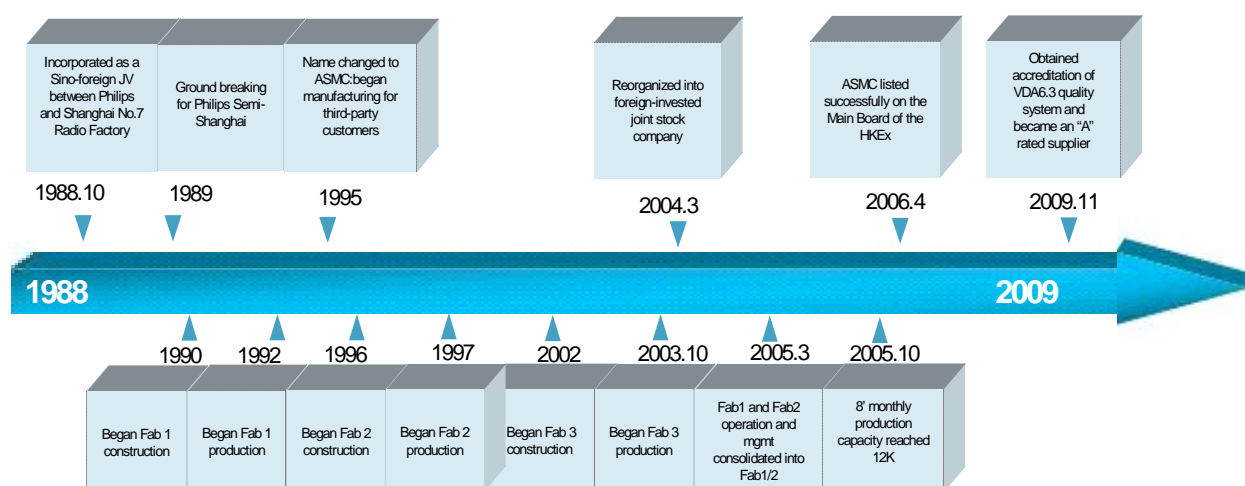 Incorporated as a
Sino-foreign JV
between Philips
and Shanghai No.7
Radio Factory
Ground breaking
for Philips Semi-
Shanghai
Name changed to
ASMC:began
manufacturing for
third-party
customers
Reorganized into
foreign-invested
joint stock
company
ASMC listed
successfully on the
Main Board of the
HKEx
Obtained
accreditation of
VDA6.3 quality
system and
became an “A”
rated supplier
1988.10
1989
1995
2004.3
2006.4
2009.11
1988
2009
1990
1992
1996
1997
2002
2003.10
2005.3
2005.10
Began Fab 1
construction
Began Fab 1
production
Began Fab 2
construction
Began Fab 2
production
Began Fab 3
construction
Began Fab 3
production
Fab1 and Fab2
operation and
mgmt
consolidated into
Fab1/2
8' monthly
production
capacity reached
12K